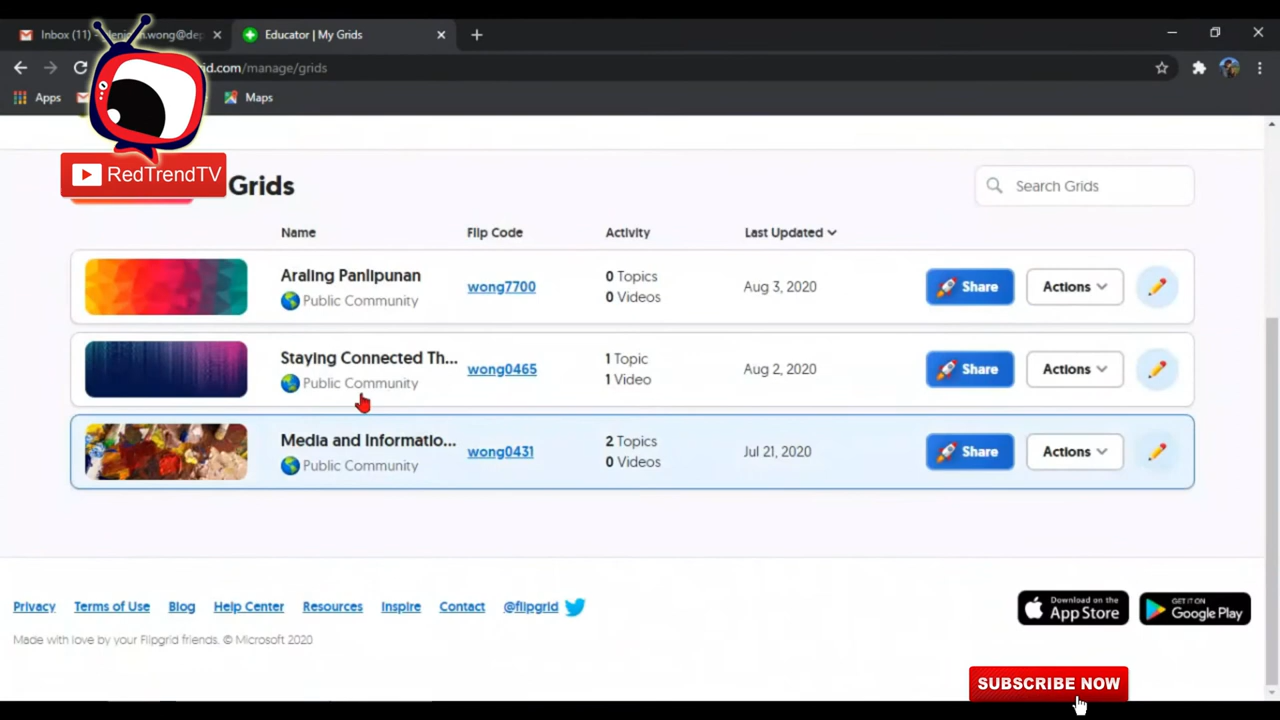 Inbox (11) - enjo n.wong@dep
Educator | My Grids
id.com/manage/grids
Apps
Maps
RedTrendTV
Grids
Search Grids
Name Flip Code Activity Last Updated
Araling Panlipunan
Public Community
wong7700
0 Topics
0 Videos
Aug 3, 2020
Share
Actions
Staying Connected Th...
Public Community
wong0465
1 Topic
1 Video
Aug 2, 2020
Share
Actions
Media and Informatio...
Public Community
wong0431
2 Topics
0 Videos
Jul 21, 2020
Share
Actions
Privacy Terms of Use Blog Help Center Resources Inspire Contact @flipgrid
Download on the
App Store
GET IT ON
Google Play
Made with love by your Flipgrid friends. © Microsoft 2020
SUBSCRIBE NOW